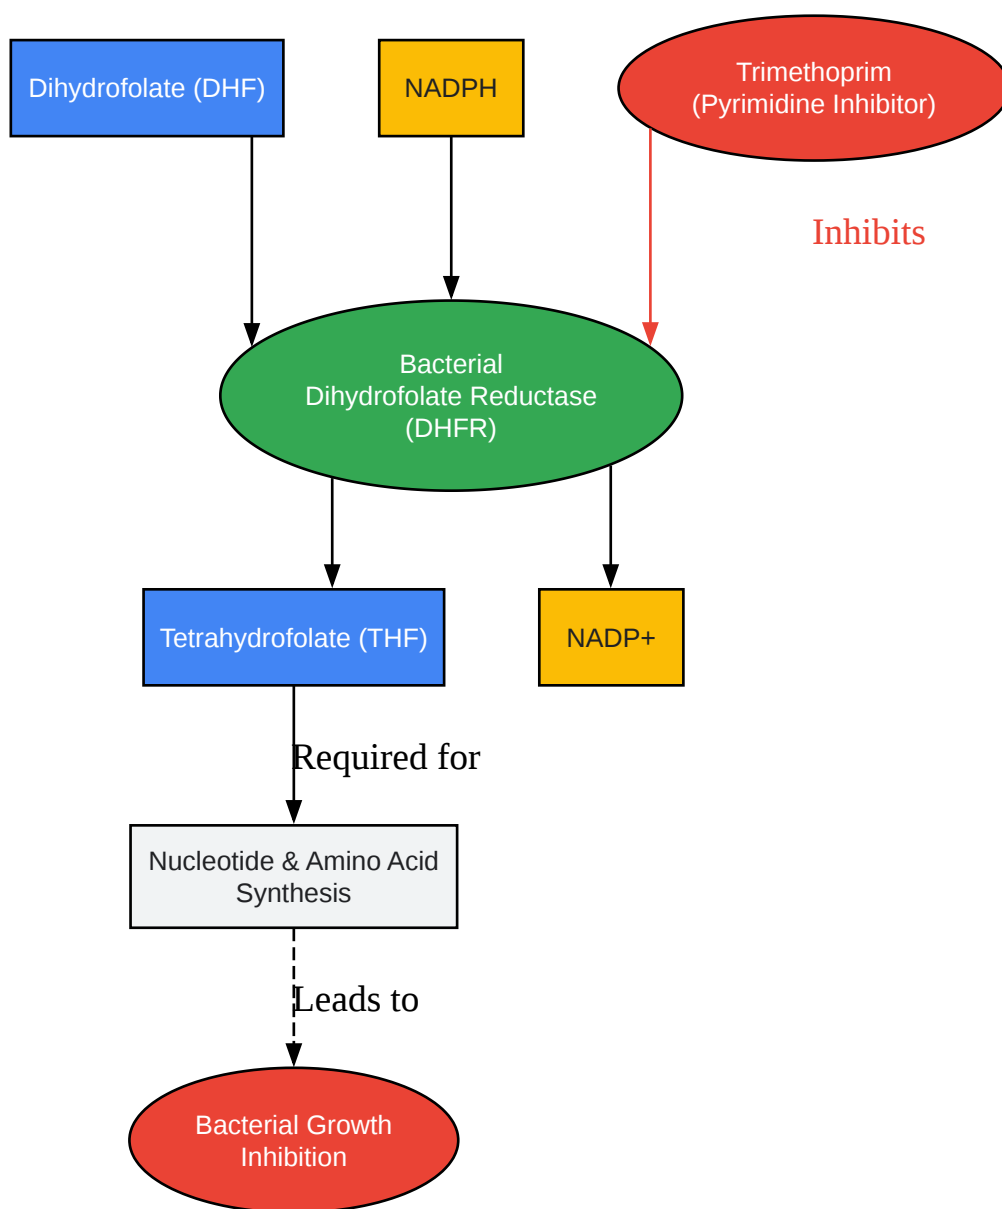 Dihydrofolate (DHF)
NADPH
Trimethoprim
(Pyrimidine Inhibitor)
Inhibits
Bacterial
Dihydrofolate Reductase
(DHFR)
Tetrahydrofolate (THF)
NADP+
Required for
Nucleotide & Amino Acid
Synthesis
Leads to
Bacterial Growth
Inhibition